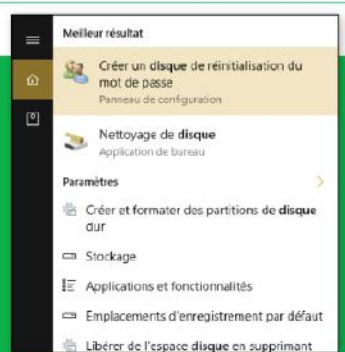 Meilleur résultat
Créer un disque de réinitialisation du
mot de passe
Panneau de configuration
Nettoyage de disque
Application de bureau
Paramètres
Créer et formater des partitions de disque
dur
Stockage
Applications et fonctionnalités
Emplacements d'enregistrement par défaut
Libérer de l'espace disque en supprimant